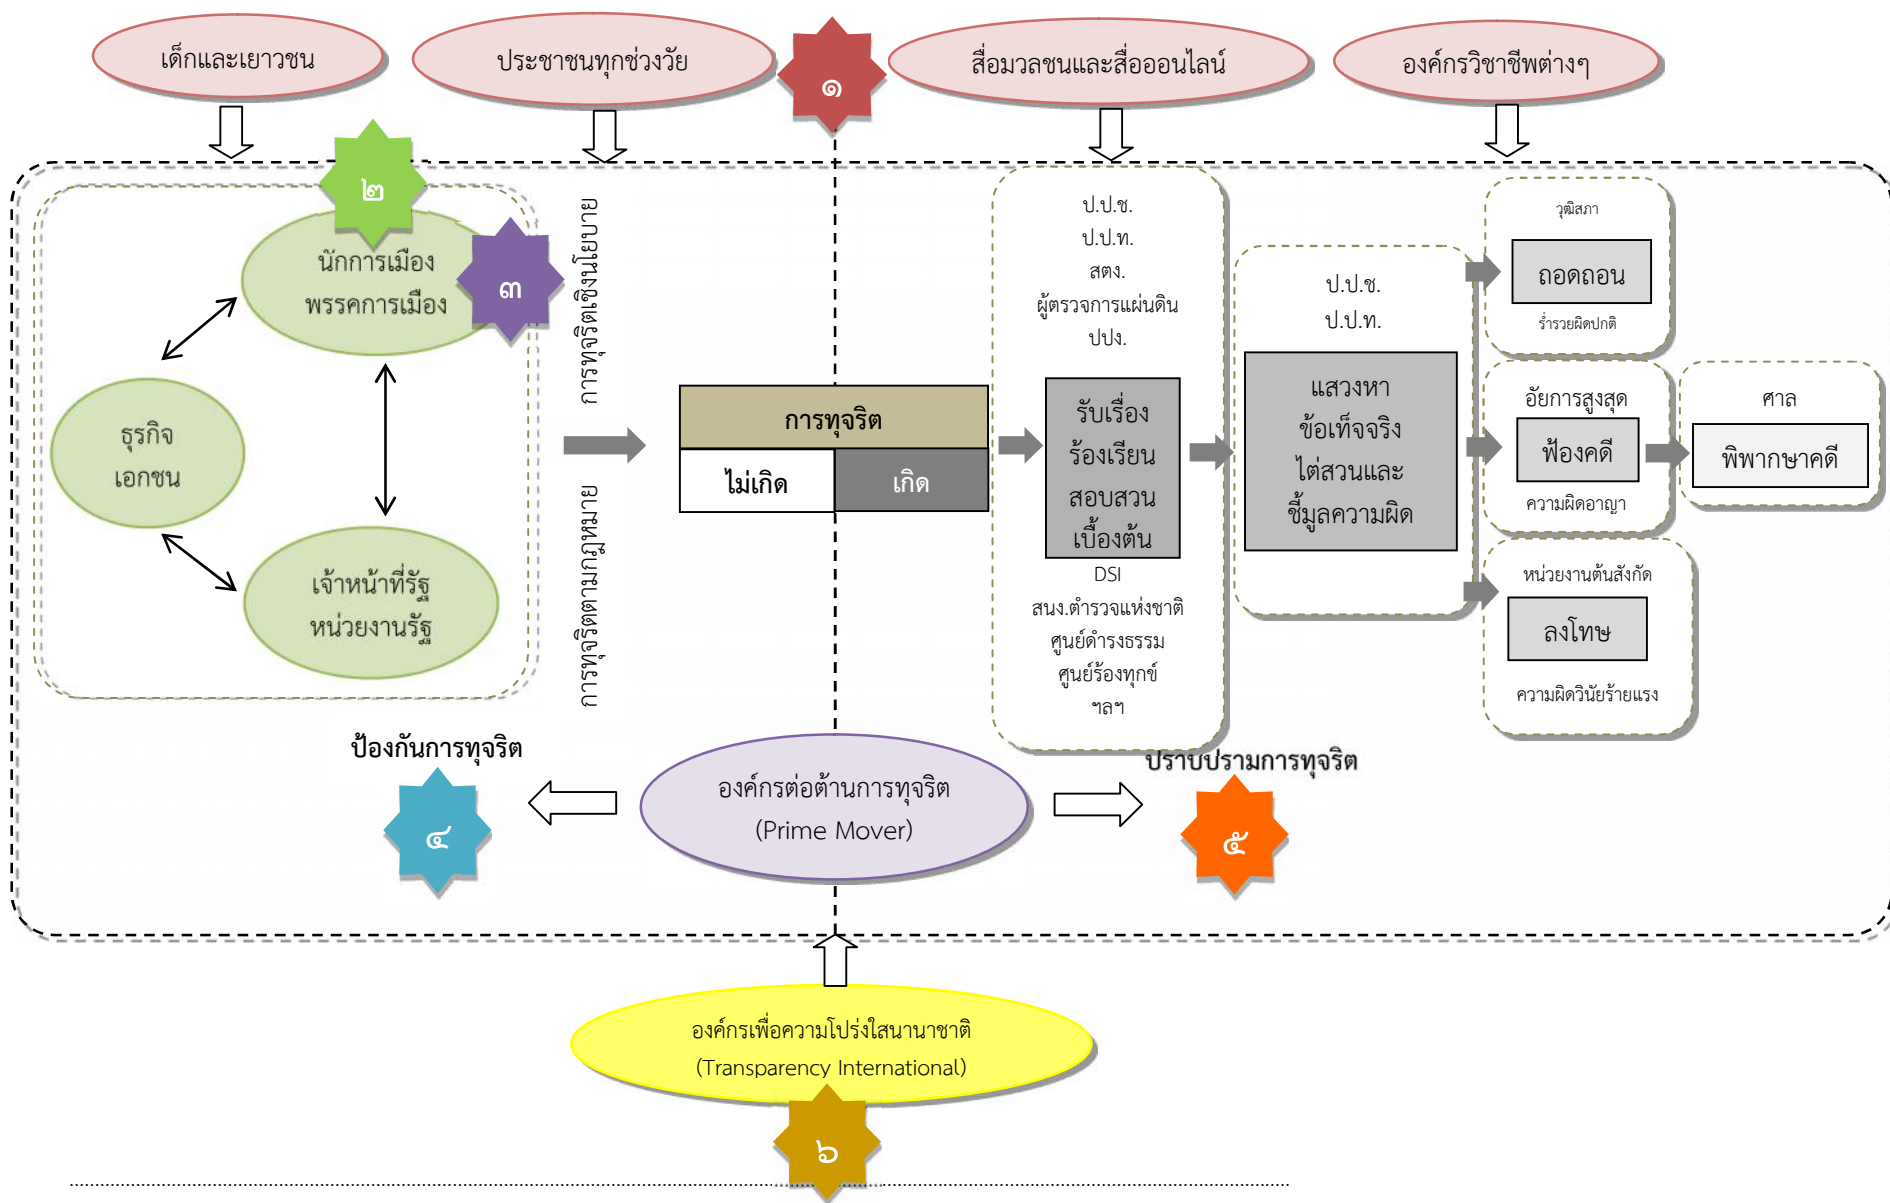 เด็กและเยาวชน
ประชาชนทุกช่วงวัย
๑
สื่อมวลชนและสื่อออนไลน์
องค์กรวิชาชีพต่างๆ
๒
นักการเมือง
พรรคการเมือง
๓
ธุรกิจ
เอกชน
เจ้าหน้าที่รัฐ
หน่วยงานรัฐ
การทุจริตเชิงนโยบาย
การทุจริตตามกฎหมาย
การทุจริต
ไม่เกิด
เกิด
ป.ป.ช.
ป.ป.ท.
สตง.
ผู้ตรวจการแผ่นดิน
ปปง.
รับเรื่อง
ร้องเรียน
สอบสวน
เบื้องต้น
DSI
สนง.ตำรวจแห่งชาติ
ศูนย์ดำรงธรรม
ศูนย์ร้องทุกข์
ฯลฯ
ป.ป.ช.
ป.ป.ท.
แสวงหา
ข้อเท็จจริง
ไต่สวนและ
ชี้มูลความผิด
วุฒิสภา
ถอดถอน
ร่ำรวยผิดปกติ
อัยการสูงสุด
ฟ้องคดี
ความผิดอาญา
ศาล
พิพากษาคดี
หน่วยงานต้นสังกัด
ลงโทษ
ความผิดวินัยร้ายแรง
ป้องกันการทุจริต
๔
องค์กรต่อต้านการทุจริต
(Prime Mover)
ปราบปรามการทุจริต
๕
องค์กรเพื่อความโปร่งใสนานาชาติ
(Transparency International)
๖